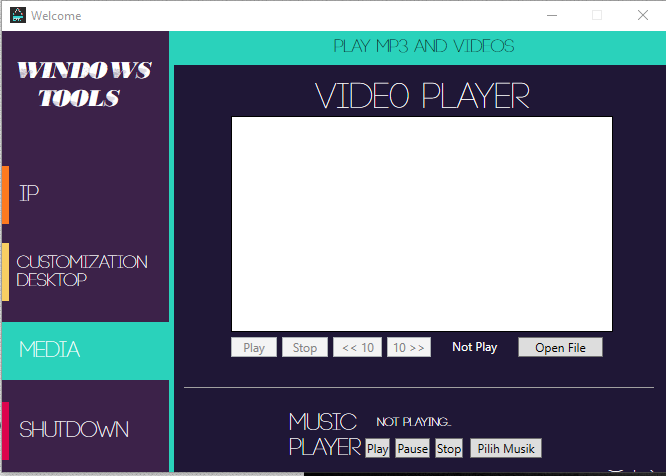 Welcome
PLAY MP3 AND VIDEOS
WINDOWS
TOOLS
IP
CUSTOMIZATION
DESKTOP
MEDIA
SHUTDOWN
VIDEO PLAYER
Play Stop << 10 10 >> Not Play Open File
MUSIC
PLAYER
NOT PLAYING..
Play Pause Stop Pilih Musik